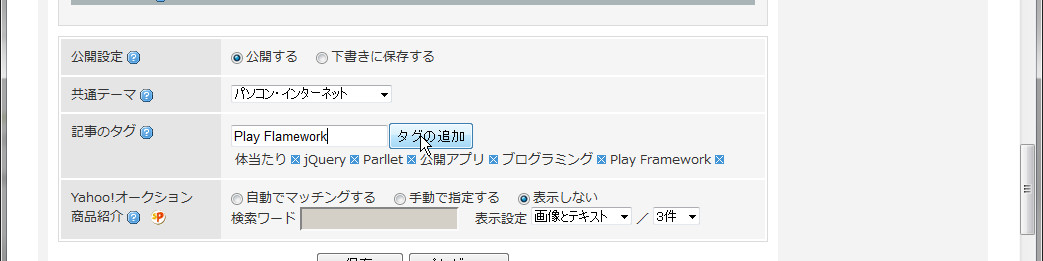 公開設定 公開する 下書きに保存する
共通テーマ パソコン・インターネット
記事のタグ Play Flamework タグの追加
体当たり jQuery Parllet 公開アプリ プログラミング Play Framework
Yahoo!オークション 自動でマッチングする 手動で指定する 表示しない
商品紹介 検索ワード 表示設定 画像とテキスト / 3件